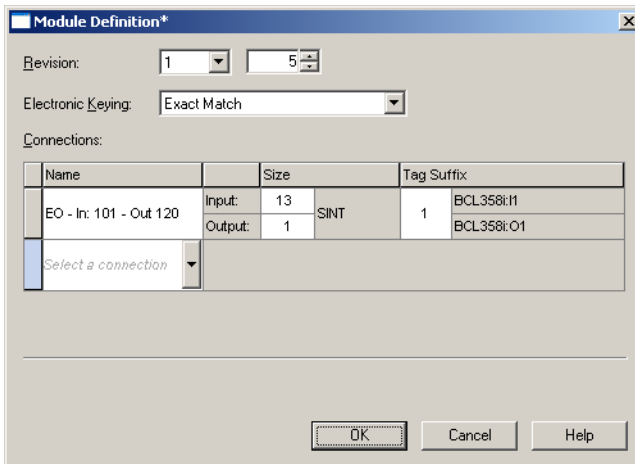 Module Definition*
Revision: 1 5
Electronic Keying: Exact Match
Connections:
Name Size Tag Suffix
EO - In: 101 - Out 120 Input: 13 SINT 1 BCL358i:I1
Output: 1 BCL358i:O1
Select a connection
OK Cancel Help